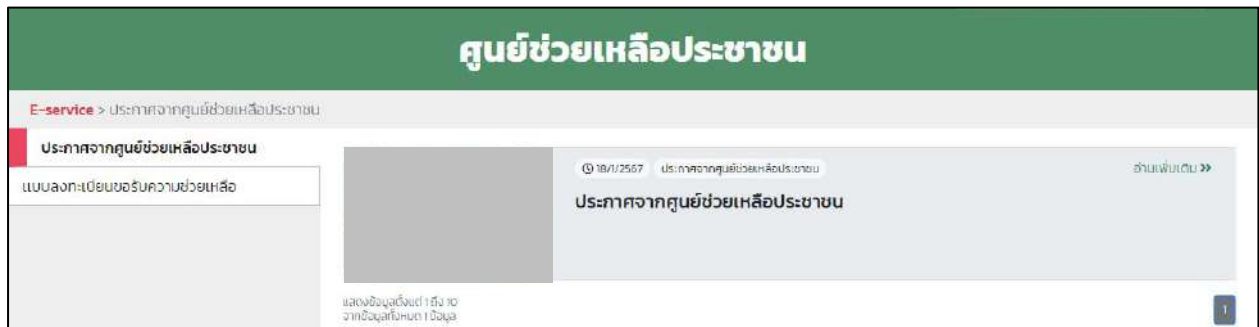 ศูนย์ช่วยเหลือประชาชน
E-service > ประกาศจากศูนย์ช่วยเหลือประชาชน
ประกาศจากศูนย์ช่วยเหลือประชาชน
แบบลงทะเบียนขอรับความช่วยเหลือ
18/1/2567 ประกาศจากศูนย์ช่วยเหลือประชาชน อ่านเพิ่มเติม »
ประกาศจากศูนย์ช่วยเหลือประชาชน
แสดงข้อมูลตั้งแต่ 1 ถึง 10
จากข้อมูลทั้งหมด 1 ข้อมูล
1